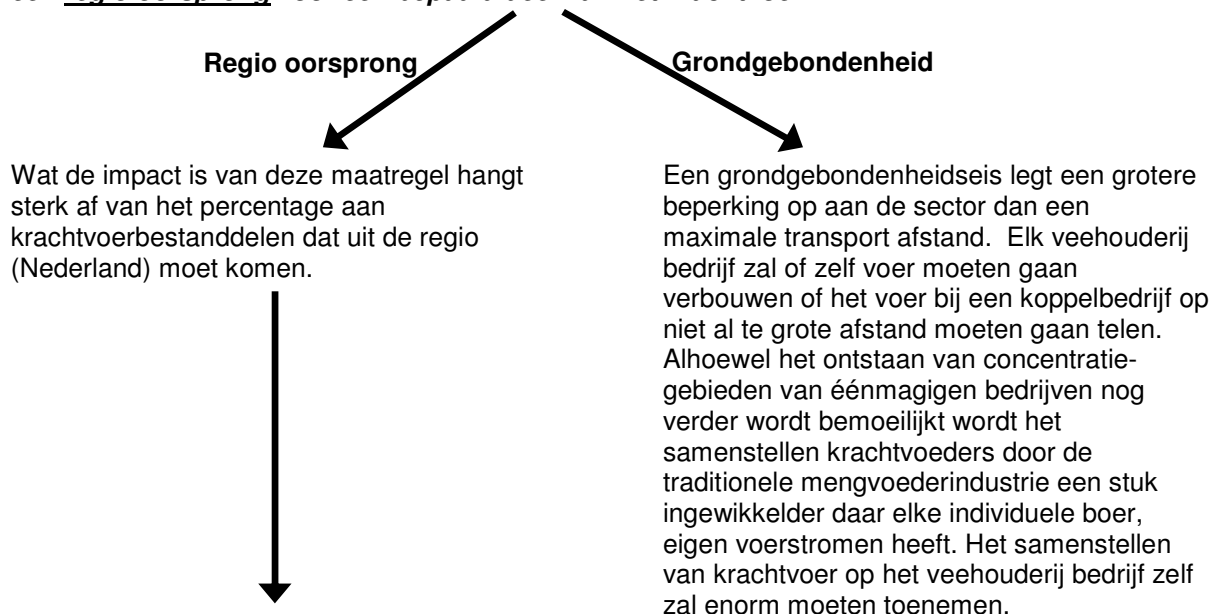 Regio oorsprong
Grondgebondenheid
Wat de impact is van deze maatregel hangt
sterk af van het percentage aan
krachtvoerbestanddelen dat uit de regio
(Nederland) moet komen.
Een grondgebondenheidseis legt een grotere
beperking op aan de sector dan een
maximale transport afstand.  Elk veehouderij
bedrijf zal of zelf voer moeten gaan
verbouwen of het voer bij een koppelbedrijf op
niet al te grote afstand moeten gaan telen.
Alhoewel het ontstaan van concentratie-
gebieden van éénmagigen bedrijven nog
verder wordt bemoeilijkt wordt het
samenstellen krachtvoeders door de
traditionele mengvoederindustrie een stuk
ingewikkelder daar elke individuele boer,
eigen voerstromen heeft. Het samenstellen
van krachtvoer op het veehouderij bedrijf zelf
zal enorm moeten toenemen.